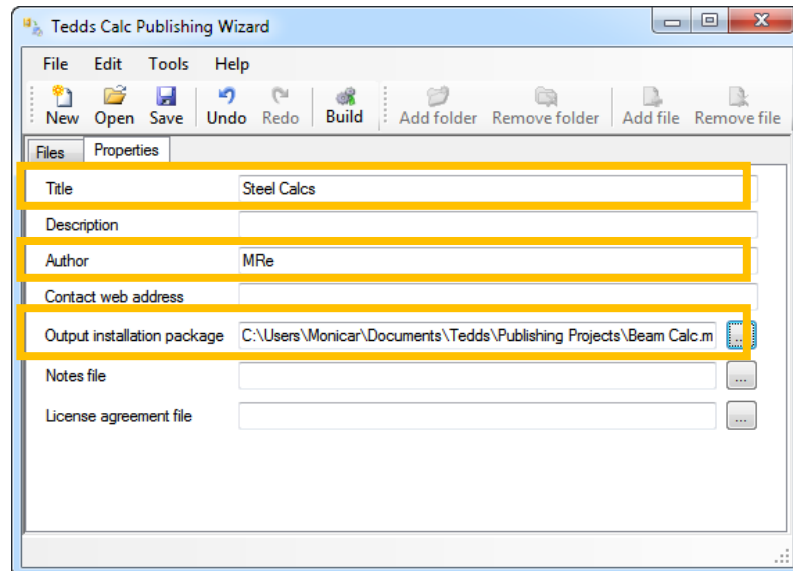 Tedds Calc Publishing Wizard
File Edit Tools Help
New Open Save Undo Redo Build Add folder Remove folder Add file Remove file
Files Properties
Title Steel Calcs
Description
Author MRe
Contact web address
Output installation package C:\Users\Monicar\Documents\Tedds\Publishing Projects\Beam Calc.m ...
Notes file ...
License agreement file ...